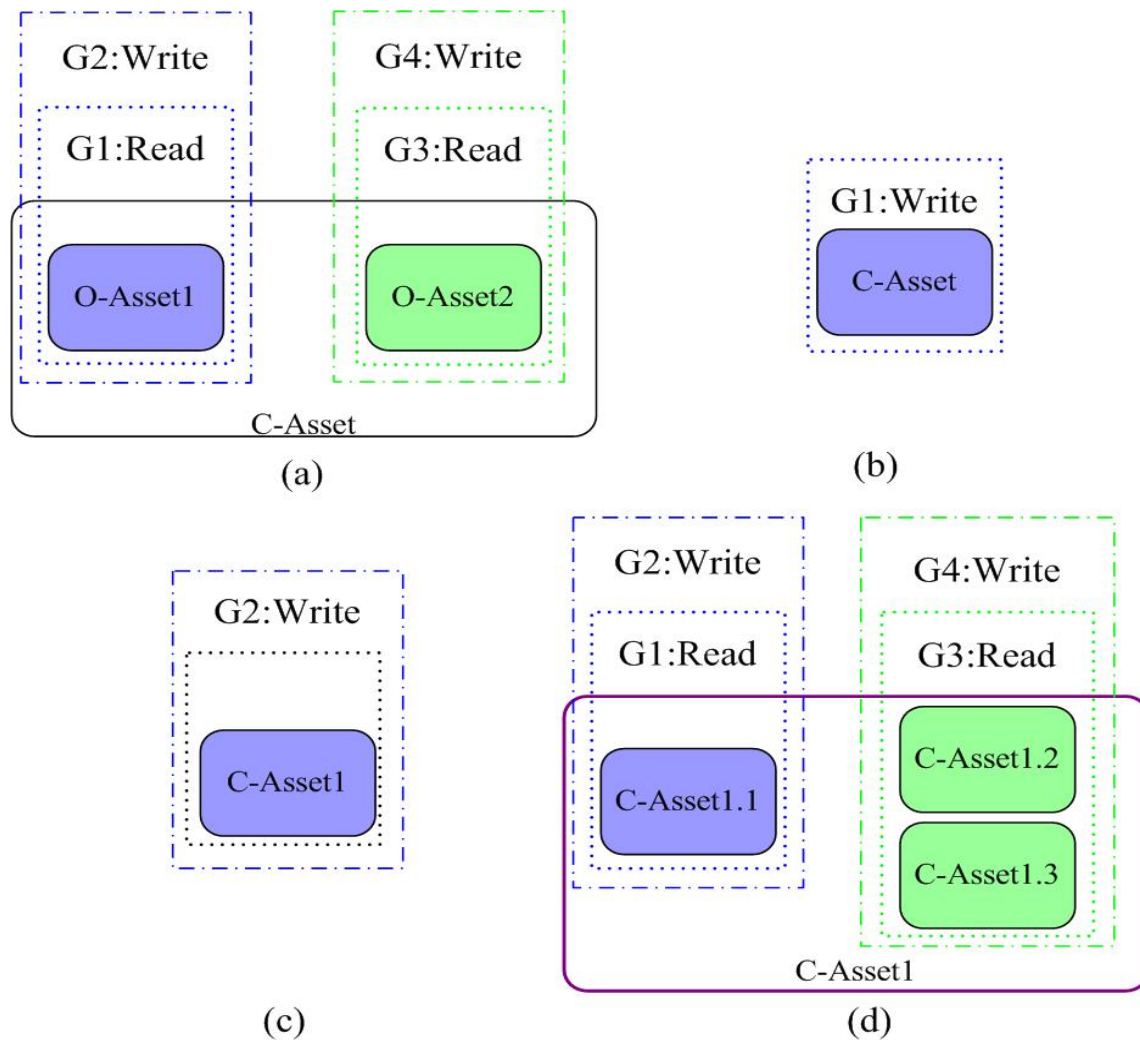 G2:Write
G4:Write
G1:Read
G3:Read
O-Asset1
O-Asset2
C-Asset
(a)
G1:Write
C-Asset
(b)
G2:Write
C-Asset1
(c)
G2:Write
G4:Write
G1:Read
G3:Read
C-Asset1.1
C-Asset1.2
C-Asset1.3
C-Asset1
(d)